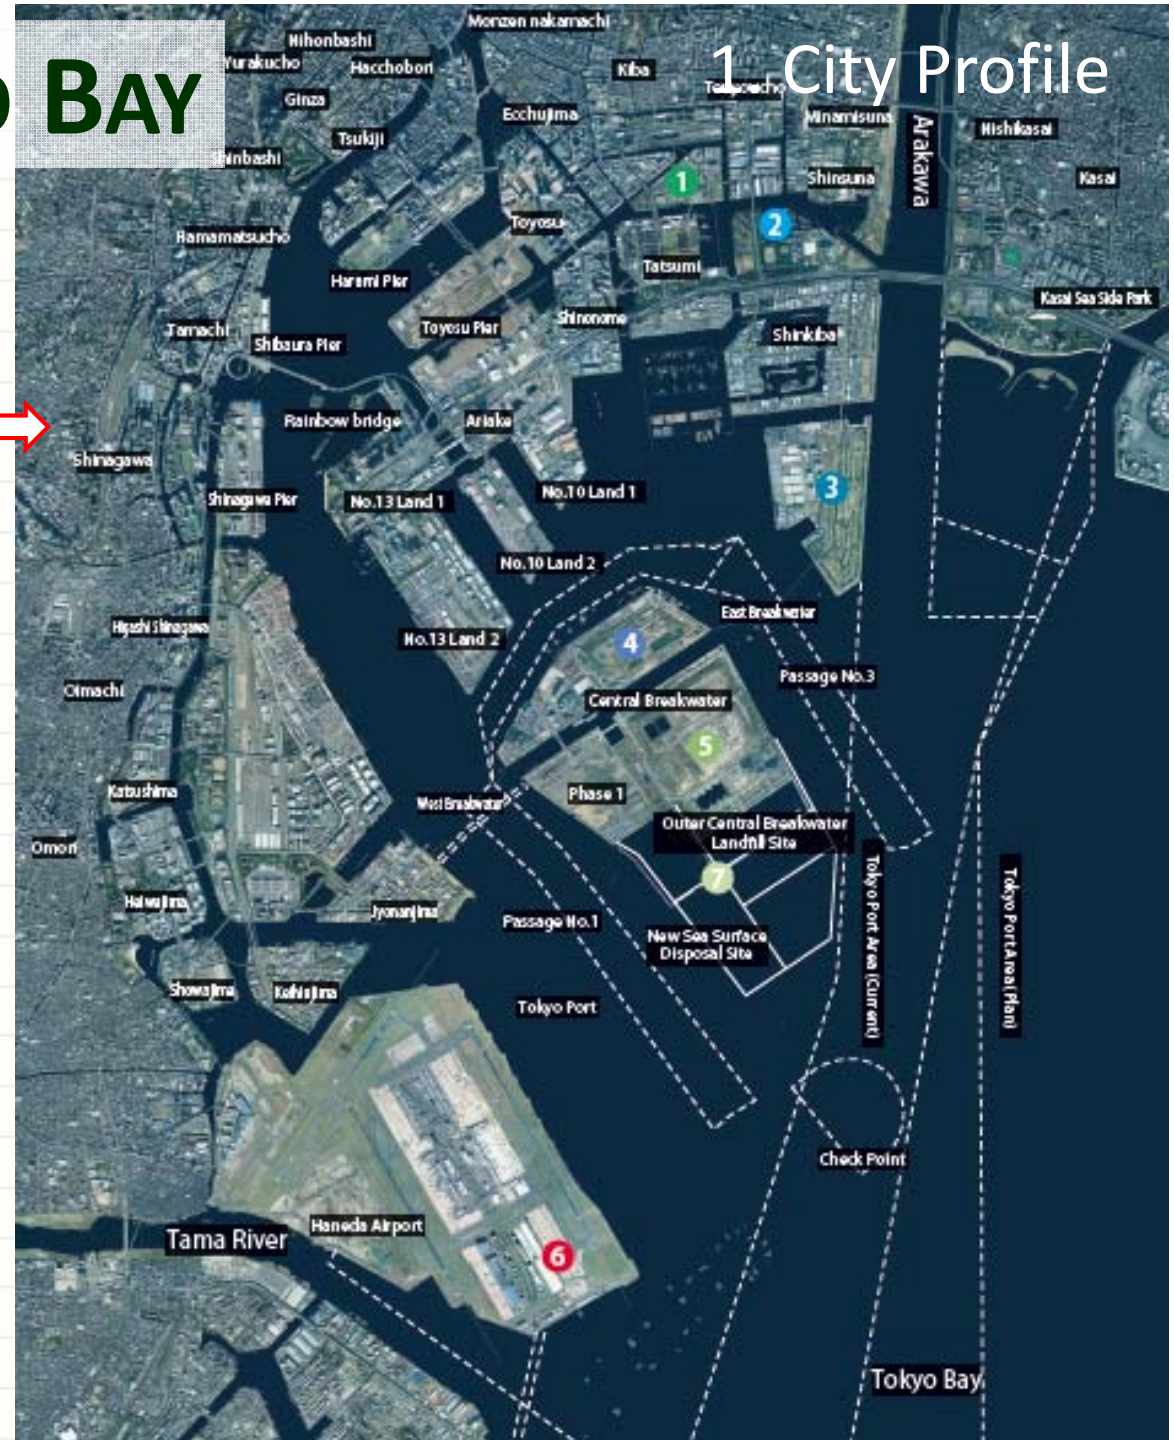 BAY
1. City Profile
Monzen nakamachi
Nihonbashi
Yurakucho
Hacchobori
Kiba
Ginza
Ecchujima
Minamisuna
Tsukiji
Arakawa
Nishikasai
Shinbashi
1
Shinsuna
Kasai
Toyosu
2
Hamamatsucho
Tatsumi
Harumi Pier
Kasai Sea Side Park
Shinonome
Toyosu Pier
Tamachi
Shinkiba
Shibaura Pier
Rainbow bridge
Ariake
Shinagawa
3
No.10 Land 1
Shinagawa Pier
No.13 Land 1
No.10 Land 2
East Breakwater
Higashi Shinagawa
No.13 Land 2
4
Passage No.3
Oimachi
Central Breakwater
5
Katsushima
Phase 1
West Breakwater
Outer Central Breakwater
Landfill Site
Omori
7
Tokyo Port Area (Current)
Tokyo Port Area (Plan)
Heiwajima
Jyonanjima
Passage No.1
New Sea Surface
Disposal Site
Showajima
Keihinjima
Tokyo Port
Check Point
Haneda Airport
Tama River
6
Tokyo Bay